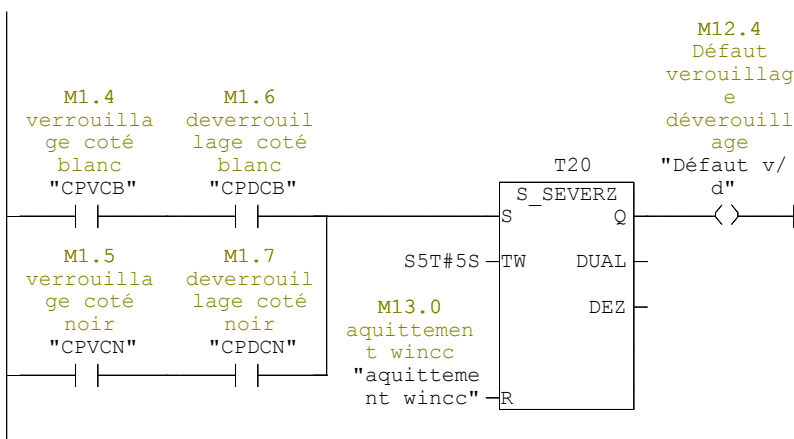 M12.4
Défaut
verouillag
e
dévérouill
age
"Défaut v/
d"
M1.4
verrouilla
ge coté
blanc
"CPVCB"
M1.6
deverrouil
lage coté
blanc
"CPDCB"
T20
S_SEVERZ
S
Q
M1.5
verrouilla
ge coté
noir
"CPVCN"
M1.7
deverrouil
lage coté
noir
"CPDCN"
S5T#5S
TW
DUAL
M13.0
aquittemen
t wincc
"aquitteme
nt wincc"
DEZ
R